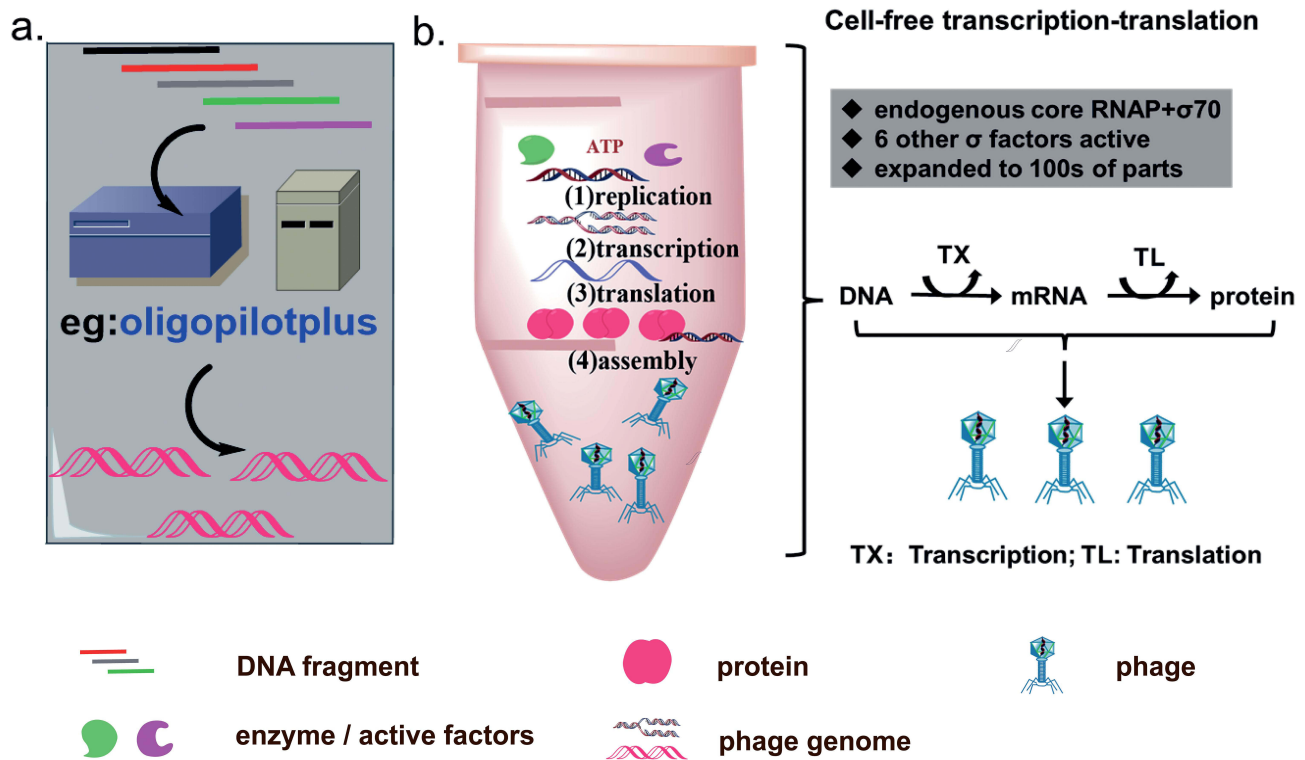 a.
eg:oligopilotplus
b.
ATP
(1)replication
(2)transcription
(3)translation
(4)assembly
Cell-free transcription-translation
◆ endogenous core RNAP+σ70
◆ 6 other σ factors active
◆ expanded to 100s of parts
TX
TL
DNA
mRNA
protein
TX: Transcription; TL: Translation
DNA fragment
protein
phage
enzyme / active factors
phage genome